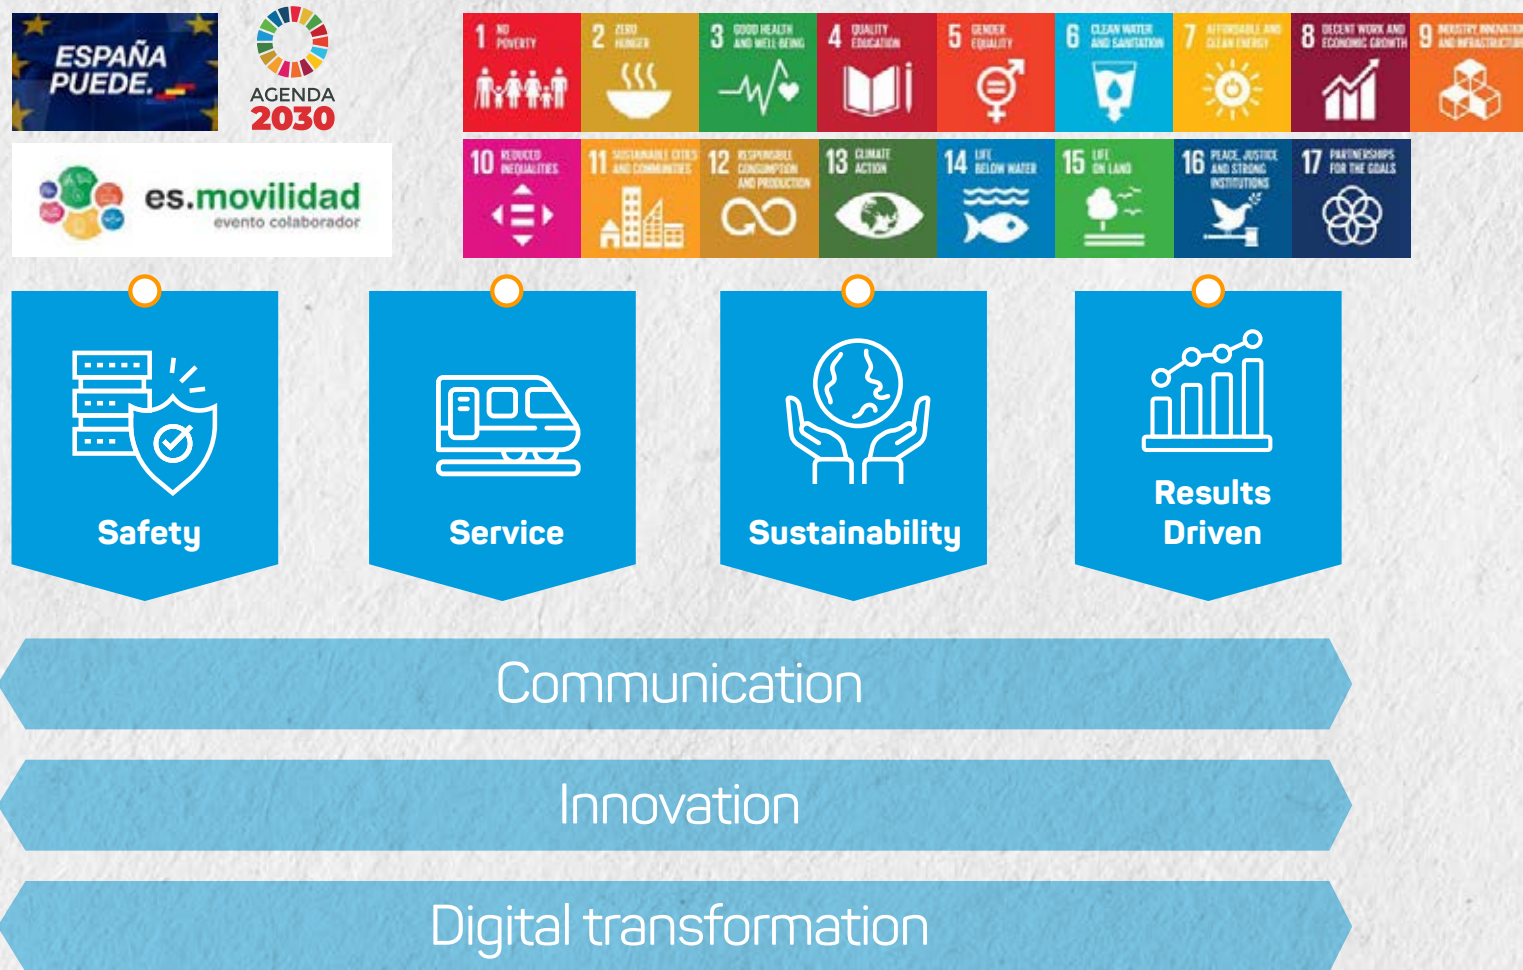 ESPAÑA
PUEDE.
AGENDA
2030
es.movilidad
evento colaborador
1 NO
POVERTY
2 ZERO
HUNGER
3 GOOD HEALTH
AND WELL-BEING
4 QUALITY
EDUCATION
5 GENDER
EQUALITY
6 CLEAN WATER
AND SANITATION
7 AFFORDABLE AND
CLEAN ENERGY
8 DECENT WORK AND
ECONOMIC GROWTH
9 INDUSTRY, INNOVATION
AND INFRASTRUCTURE
10 REDUCED
INEQUALITIES
11 SUSTAINABLE CITIES
AND COMMUNITIES
12 RESPONSIBLE
CONSUMPTION
AND PRODUCTION
13 CLIMATE
ACTION
14 LIFE
BELOW WATER
15 LIFE
ON LAND
16 PEACE, JUSTICE
AND STRONG
INSTITUTIONS
17 PARTNERSHIPS
FOR THE GOALS
Safety
Service
Sustainability
Results
Driven
Communication
Innovation
Digital transformation